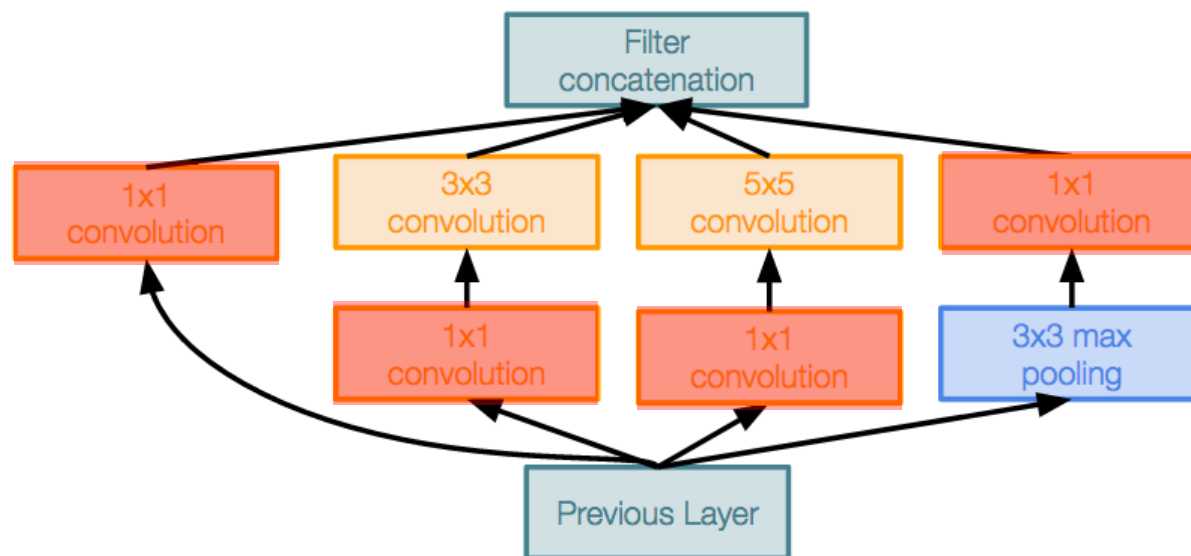 Filter
concatenation
1x1
convolution
3x3
convolution
5x5
convolution
1x1
convolution
1x1
convolution
1x1
convolution
3x3 max
pooling
Previous Layer